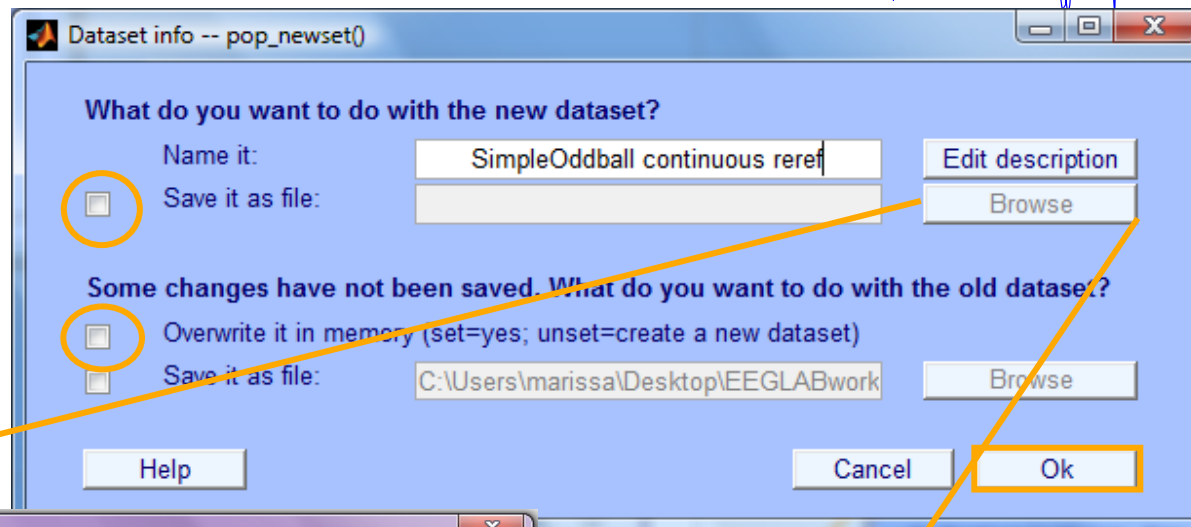 Dataset info -- pop_newset()
What do you want to do with the new dataset?
Name it: SimpleOddball continuous reref Edit description
Save it as file: Browse
Some changes have not been saved. What do you want to do with the old dataset?
Overwrite it in memory (set=yes; unset=create a new dataset)
Save it as file: C:\Users\marissa\Desktop\EEGLABwork Browse
Help Cancel Ok